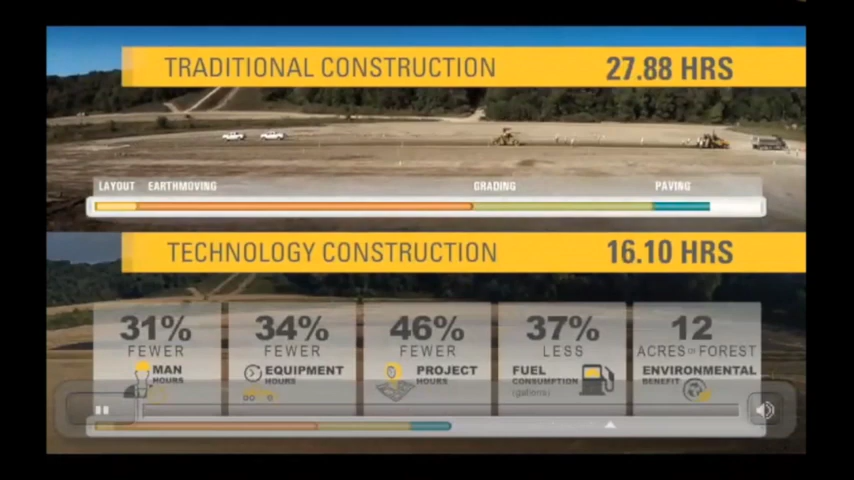 TRADITIONAL CONSTRUCTION 27.88 HRS
LAYOUT EARTHMOVING GRADING PAVING
TECHNOLOGY CONSTRUCTION 16.10 HRS
31%
FEWER
MAN
HOURS
34%
FEWER
EQUIPMENT
HOURS
46%
FEWER
PROJECT
HOURS
37%
LESS
FUEL
CONSUMPTION
(gallons)
12
ACRES OF FOREST
ENVIRONMENTAL
BENEFIT